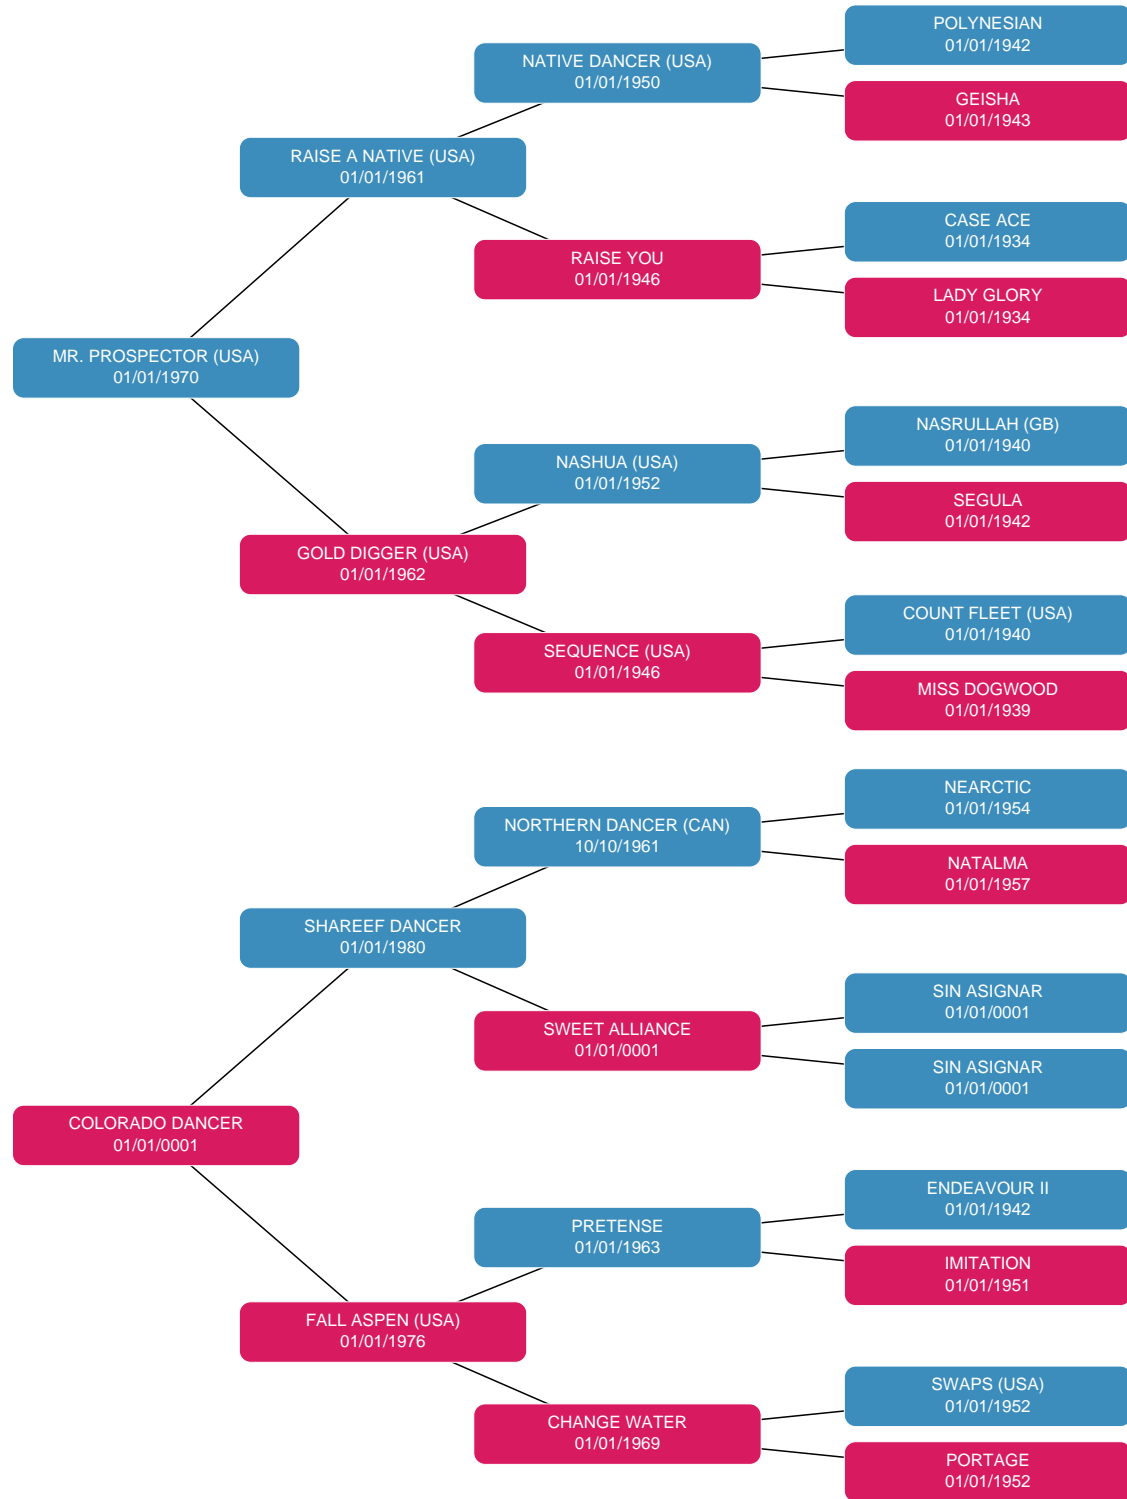 POLYNESIAN
01/01/1942
NATIVE DANCER (USA)
01/01/1950
GEISHA
01/01/1943
RAISE A NATIVE (USA)
01/01/1961
CASE ACE
01/01/1934
RAISE YOU
01/01/1946
LADY GLORY
01/01/1934
MR. PROSPECTOR (USA)
01/01/1970
NASRULLAH (GB)
01/01/1940
NASHUA (USA)
01/01/1952
SEGULA
01/01/1942
GOLD DIGGER (USA)
01/01/1962
COUNT FLEET (USA)
01/01/1940
SEQUENCE (USA)
01/01/1946
MISS DOGWOOD
01/01/1939
NEARCTIC
01/01/1954
NORTHERN DANCER (CAN)
10/10/1961
NATALMA
01/01/1957
SHAREEF DANCER
01/01/1980
SIN ASIGNAR
01/01/0001
SWEET ALLIANCE
01/01/0001
SIN ASIGNAR
01/01/0001
COLORADO DANCER
01/01/0001
ENDEAVOUR II
01/01/1942
PRETENSE
01/01/1963
IMITATION
01/01/1951
FALL ASPEN (USA)
01/01/1976
SWAPS (USA)
01/01/1952
CHANGE WATER
01/01/1969
PORTAGE
01/01/1952